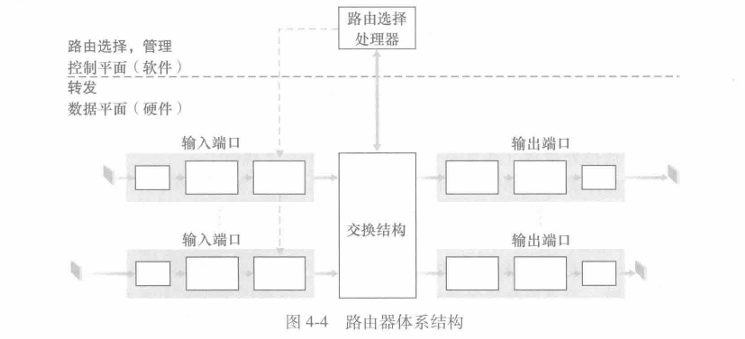 路由选择
处理器
路由选择，管理
控制平面（软件）
转发
数据平面（硬件）
输入端口
输出端口
交换结构
输入端口
输出端口
图 4-4 路由器体系结构